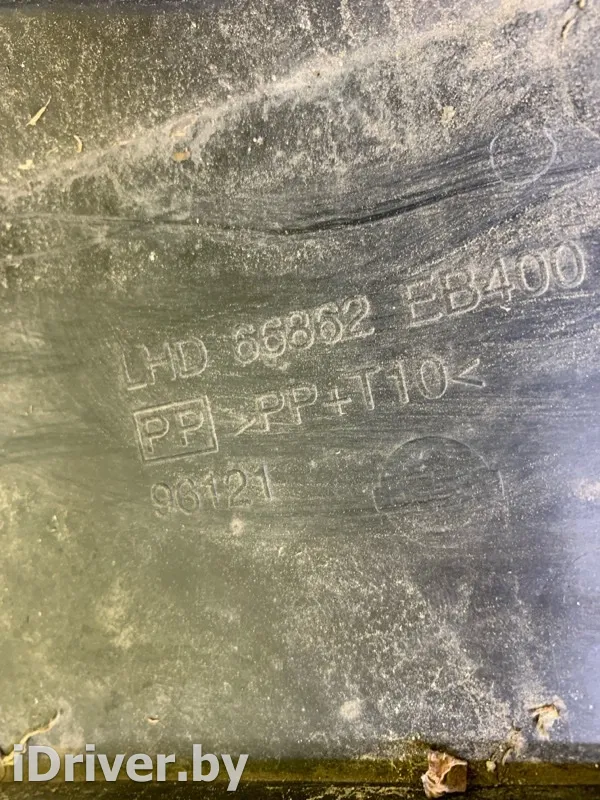 LHD 66862 EB400
PP >PP+T10<
96121
iDriver.by